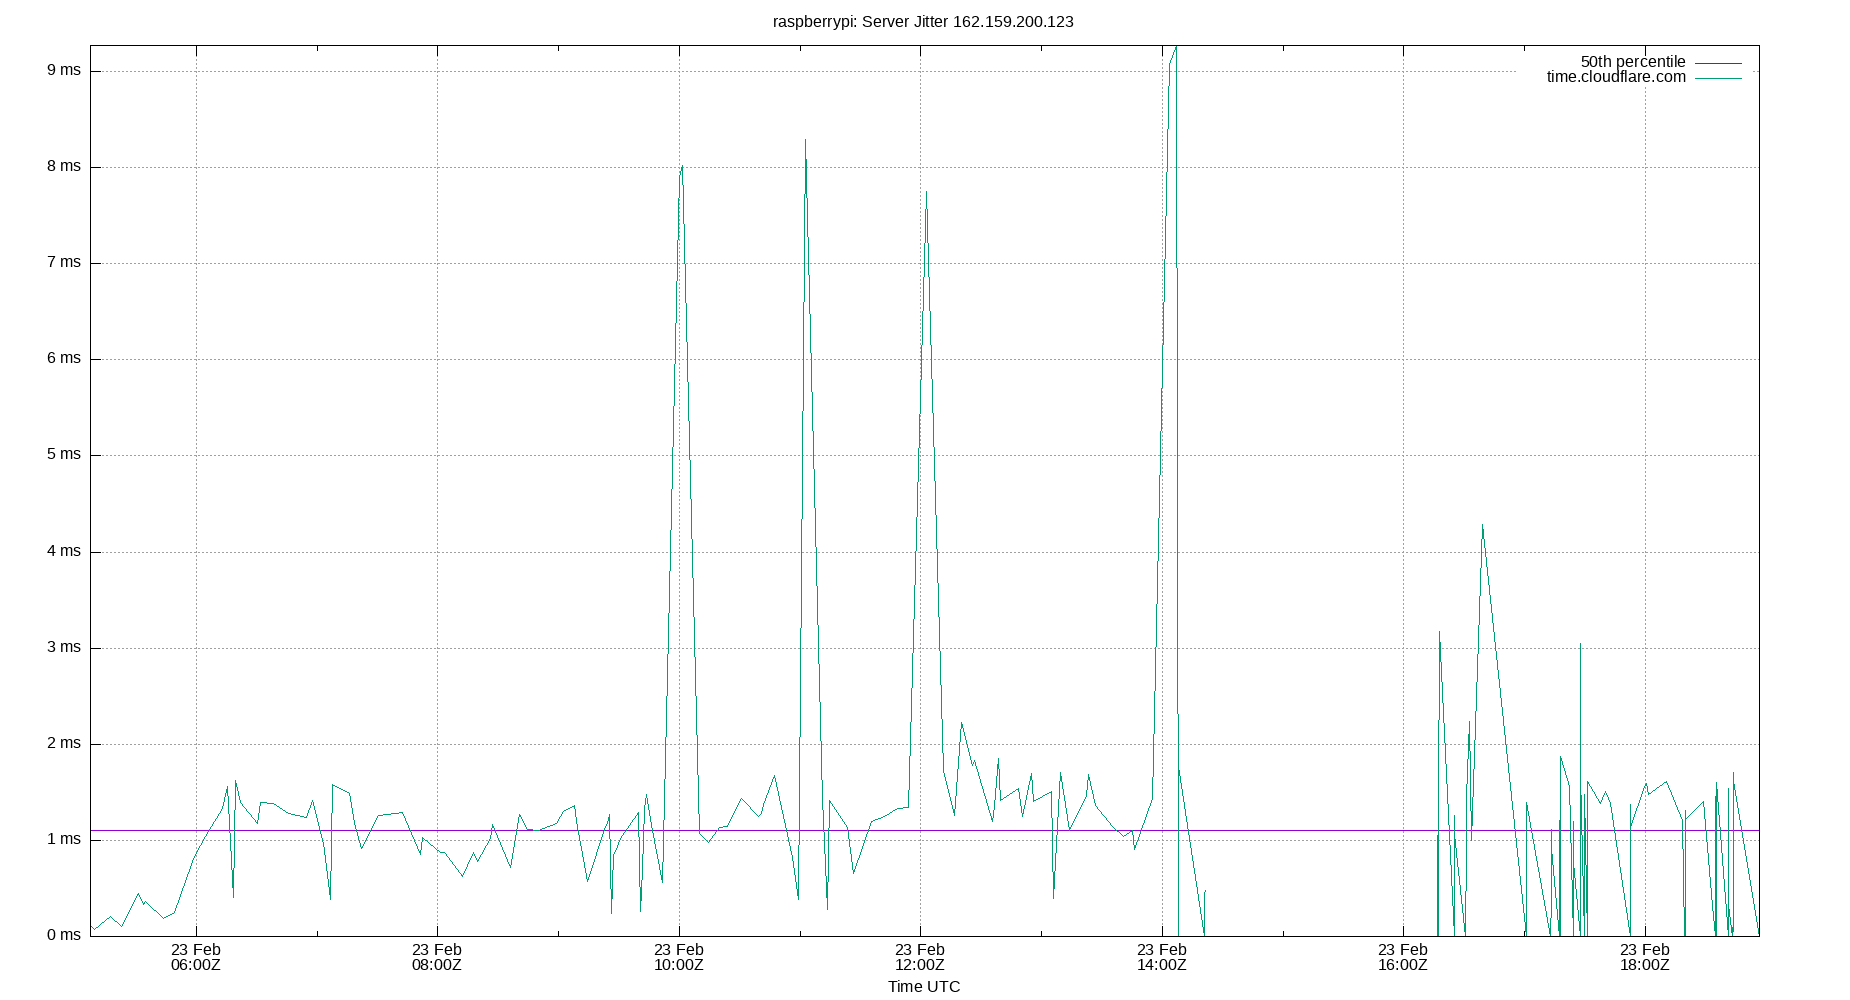 raspberrypi: Server Jitter 162.159.200.123
50th percentile
time.cloudflare.com
9 ms
8 ms
7 ms
6 ms
5 ms
4 ms
3 ms
2 ms
1 ms
0 ms
23 Feb 23 Feb 23 Feb 23 Feb 23 Feb 23 Feb 23 Feb
06:00Z 08:00Z 10:00Z 12:00Z 14:00Z 16:00Z 18:00Z
Time UTC